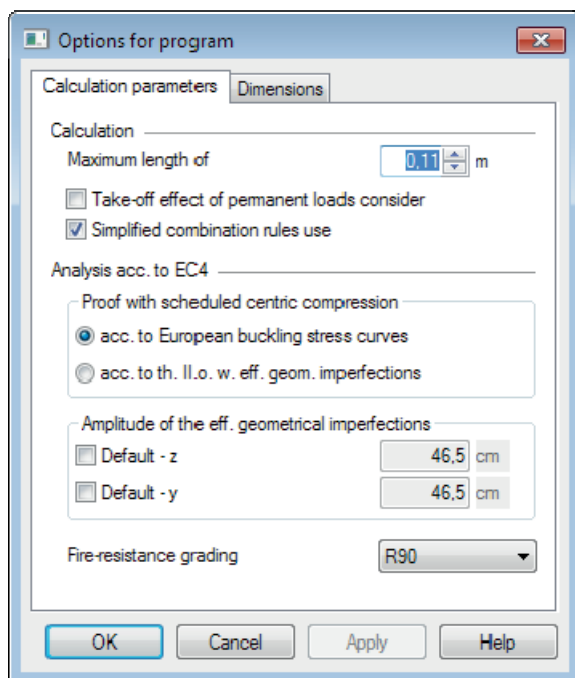 Options for program
Calculation parameters Dimensions
Calculation
Maximum length of 0,11 m
Take-off effect of permanent loads consider
Simplified combination rules use
Analysis acc. to EC4
Proof with scheduled centric compression
acc. to European buckling stress curves
acc. to th. II.o. w. eff. geom. imperfections
Amplitude of the eff. geometrical imperfections
Default - z 46,5 cm
Default - y 46,5 cm
Fire-resistance grading R90
OK Cancel Apply Help